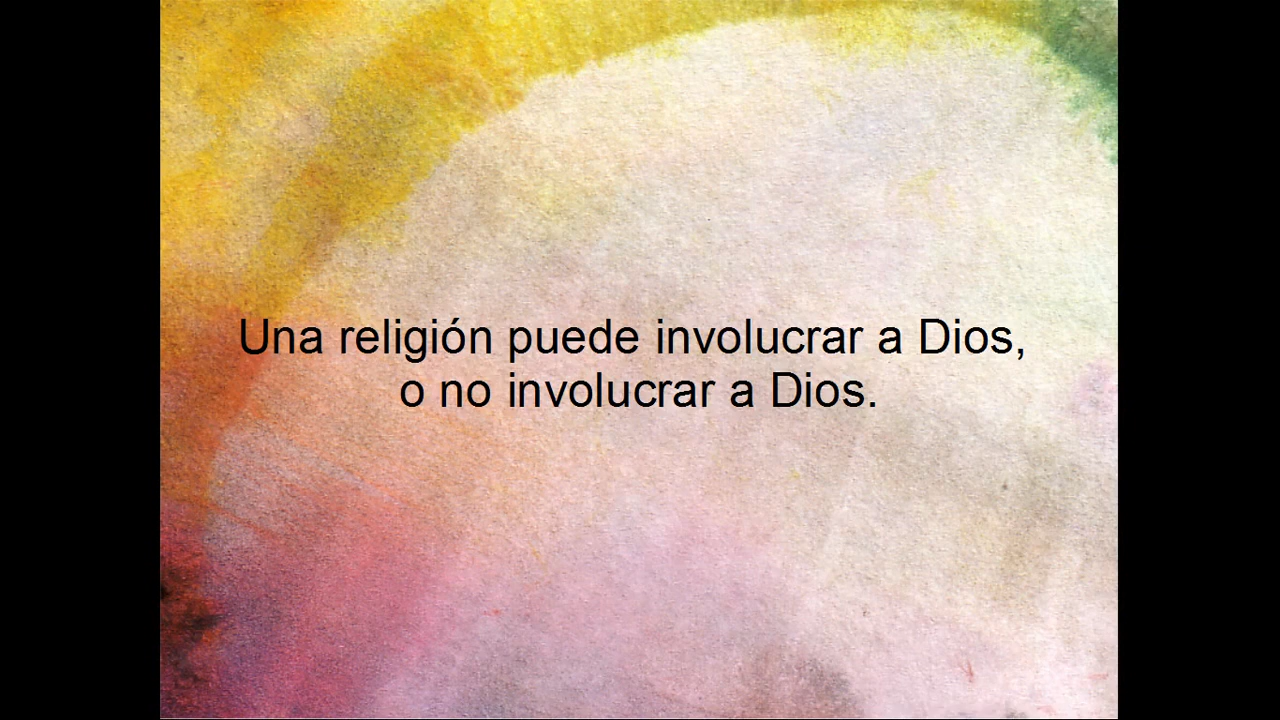 Una religión puede involucrar a Dios,
o no involucrar a Dios.